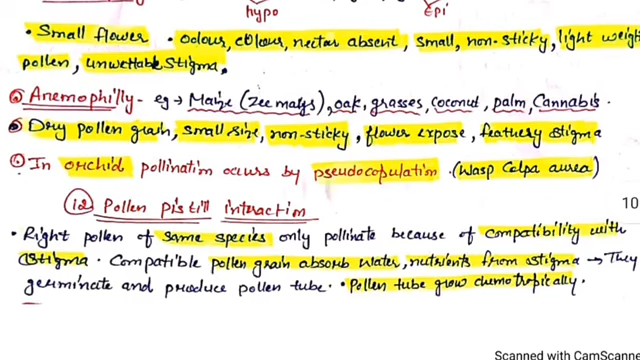 hypo Epi
• Small flower • odour, colour, nectar absent, small, non-sticky, light weight
pollen, unwettable stigma.
Anemophilly - eg → Maize (Zee mays), oak, grasses, coconut, palm, Cannabis.
Dry pollen grain, small size, non-sticky, flower expose, feathery stigma
In orchid pollination occurs by pseudocopulation. (Wasp Colpa aurea)
Pollen pistill interaction
10
• Right pollen of same species only pollinate because of compatibility with
stigma. Compatible pollen grain absorb water, nutrients from stigma → They
germinate and produce pollen tube. • Pollen tube grow chemotropically.
Scanned with CamScanne